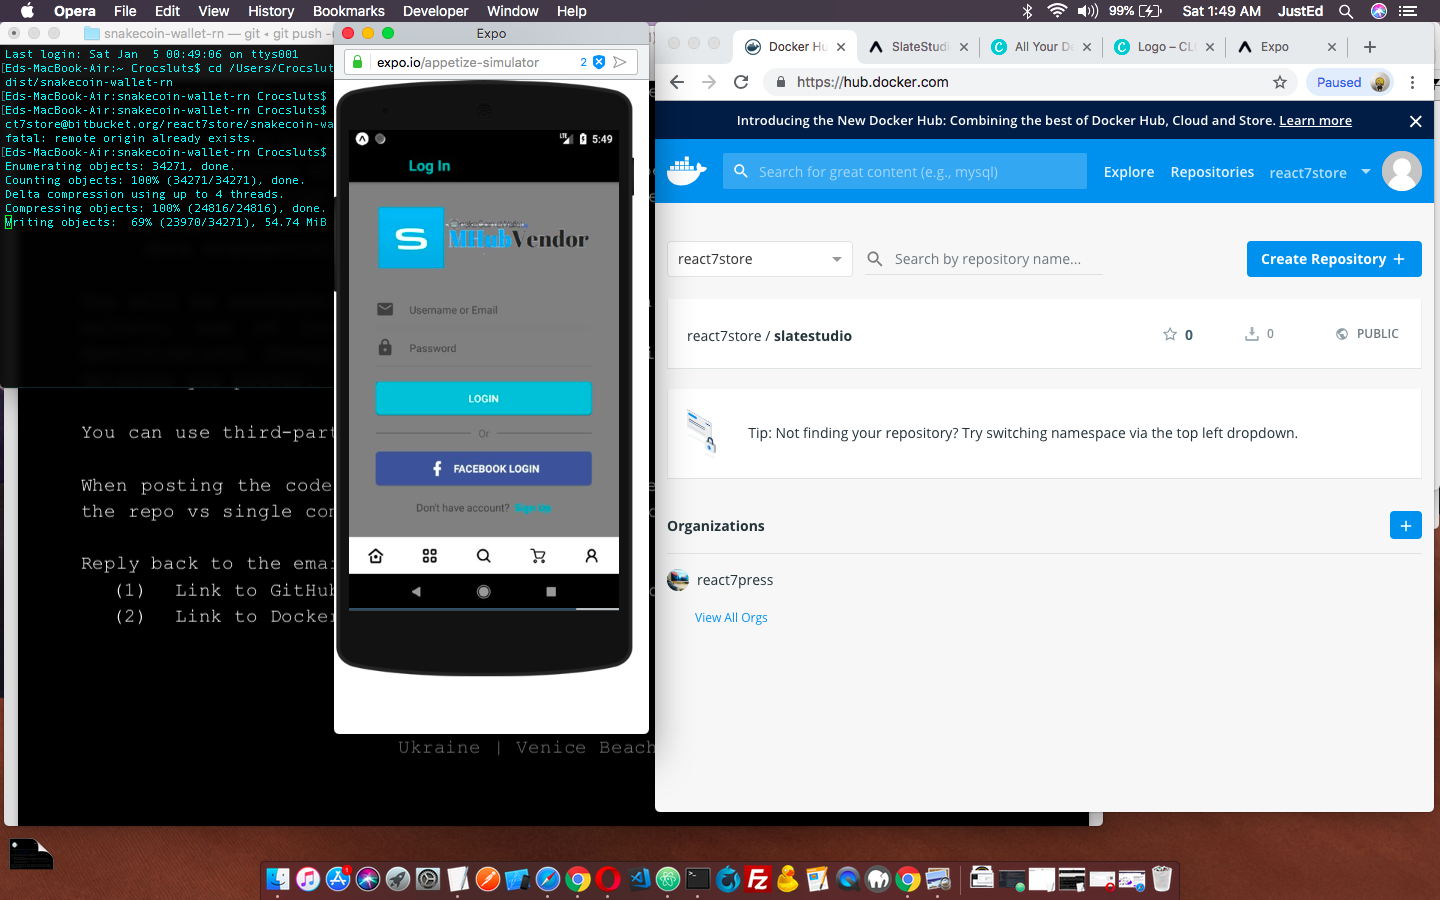 Opera File Edit View History Bookmarks Developer Window Help
99% Sat 1:49 AM JustEd
snakecoin-wallet-rn — git ‹ git push
Last login: Sat Jan  5 00:49:06 on ttys001
[Eds-MacBook-Air:~ Crocsluts$ cd /Users/Crocslut
dist/snakecoin-wallet-rn
[Eds-MacBook-Air:snakecoin-wallet-rn Crocsluts$
[Eds-MacBook-Air:snakecoin-wallet-rn Crocsluts$
ct7store@bitbucket.org/react7store/snakecoin-wa
fatal: remote origin already exists.
[Eds-MacBook-Air:snakecoin-wallet-rn Crocsluts$
Enumerating objects: 34271, done.
Counting objects: 100% (34271/34271), done.
Delta compression using up to 4 threads.
Compressing objects: 100% (24816/24816), done.
Writing objects:  69% (23970/34271), 54.74 MiB
You can use third-part
When posting the code
the repo vs single con
Reply back to the emai
(1) Link to GitHub
(2) Link to Docker
Ukraine | Venice Beach
Expo
expo.io/appetize-simulator 2
LTE 5:49
Log In
S
MHubVendor
Username or Email
Password
LOGIN
Or
f FACEBOOK LOGIN
Don't have account? Sign Up
Docker Hu
SlateStudi
All Your De
Logo – CL
Expo
https://hub.docker.com
Paused
Introducing the New Docker Hub: Combining the best of Docker Hub, Cloud and Store. Learn more
Search for great content (e.g., mysql)
Explore Repositories react7store
react7store
Search by repository name...
Create Repository +
react7store / slatestudio
0 0 PUBLIC
Tip: Not finding your repository? Try switching namespace via the top left dropdown.
Organizations
react7press
View All Orgs
1
Fz